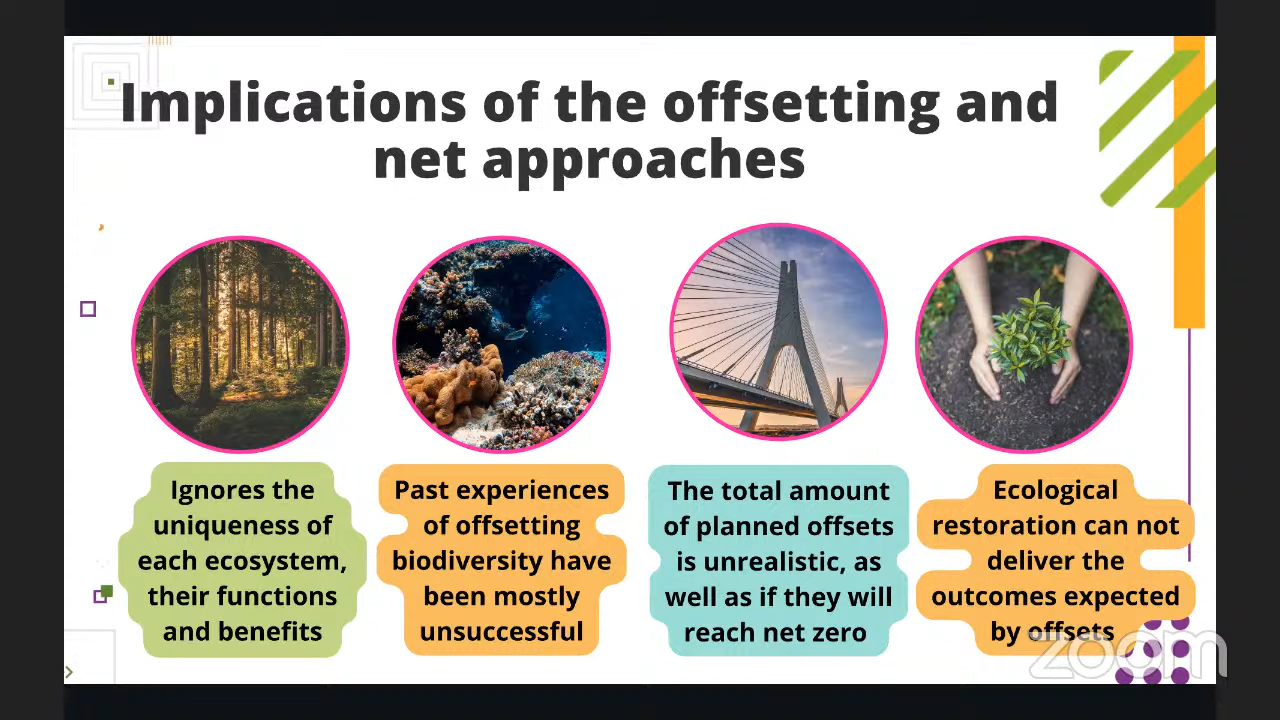 Implications of the offsetting and
net approaches
Ignores the
uniqueness of
each ecosystem,
their functions
and benefits
Past experiences
of offsetting
biodiversity have
been mostly
unsuccessful
The total amount
of planned offsets
is unrealistic, as
well as if they will
reach net zero
Ecological
restoration can not
deliver the
outcomes expected
by offsets
zoom